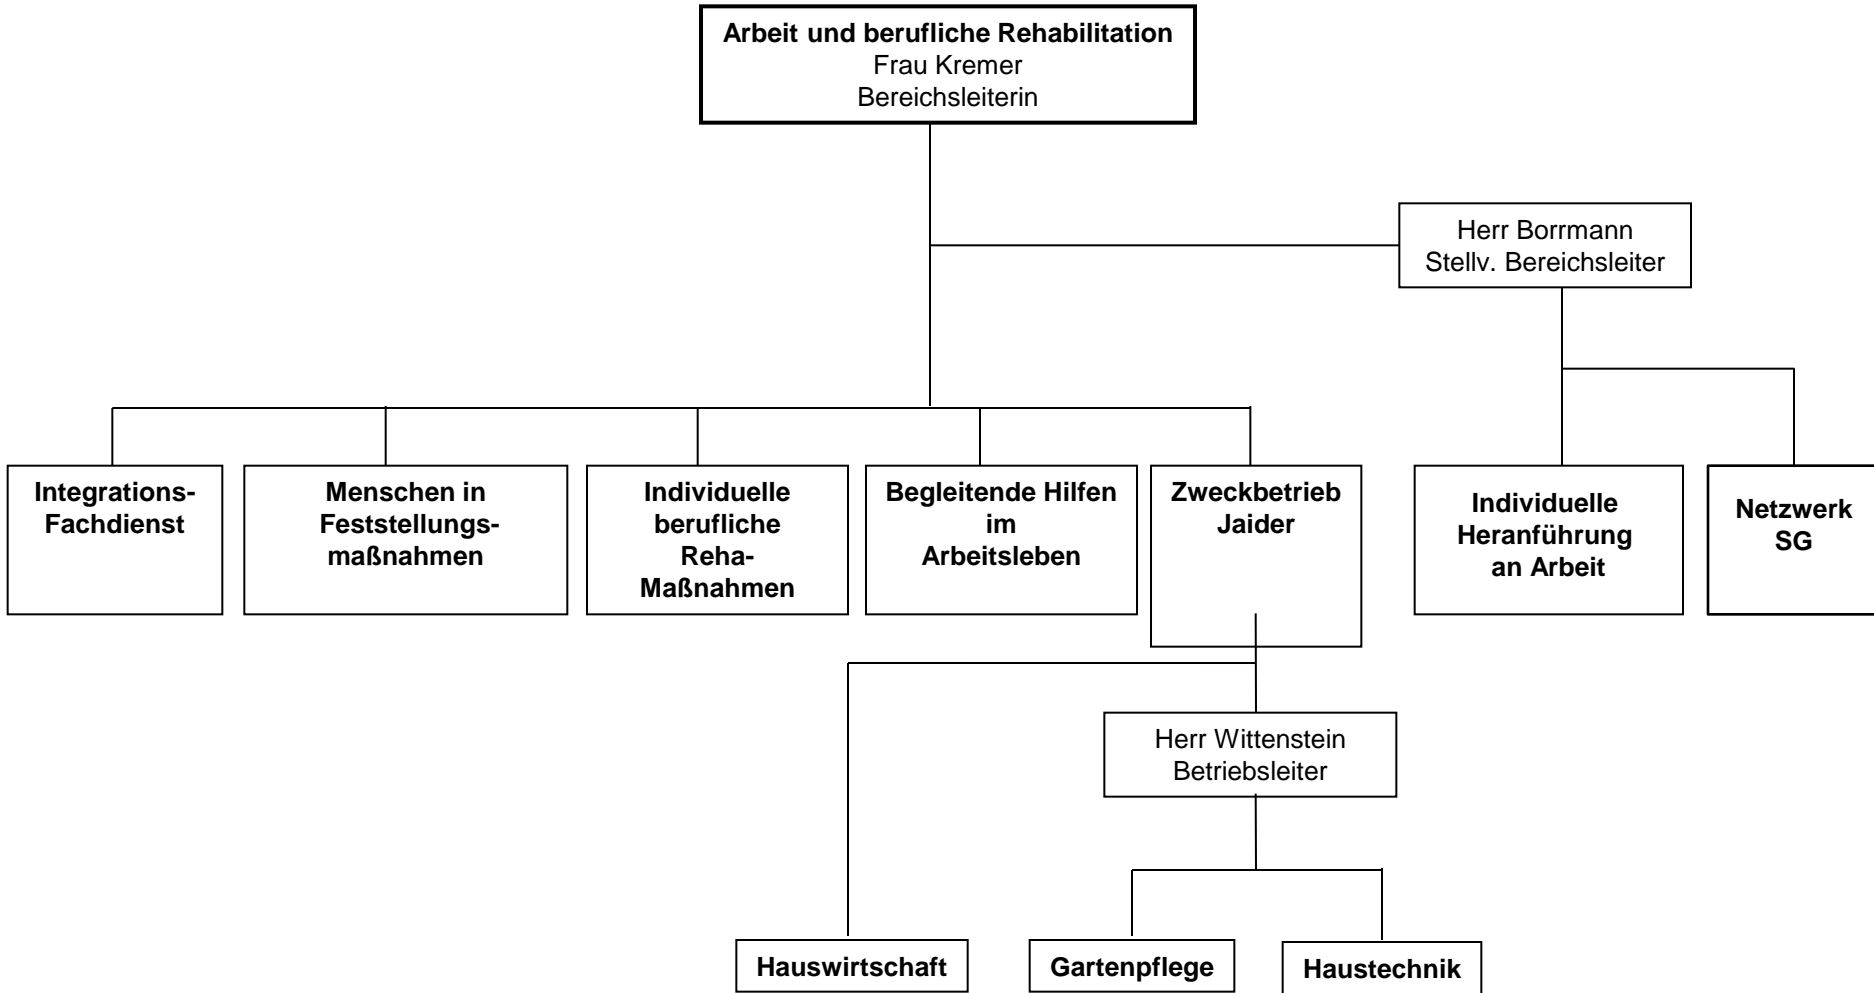 Arbeit und berufliche Rehabilitation
Frau Kremer
Bereichsleiterin
Herr Borrmann
Stellv. Bereichsleiter
Integrations-
Fachdienst
Menschen in
Feststellungs-
maßnahmen
Individuelle
berufliche
Reha-
Maßnahmen
Begleitende Hilfen
im
Arbeitsleben
Zweckbetrieb
Jaider
Individuelle
Heranführung
an Arbeit
Netzwerk
SG
Herr Wittenstein
Betriebsleiter
Hauswirtschaft
Gartenpflege
Haustechnik